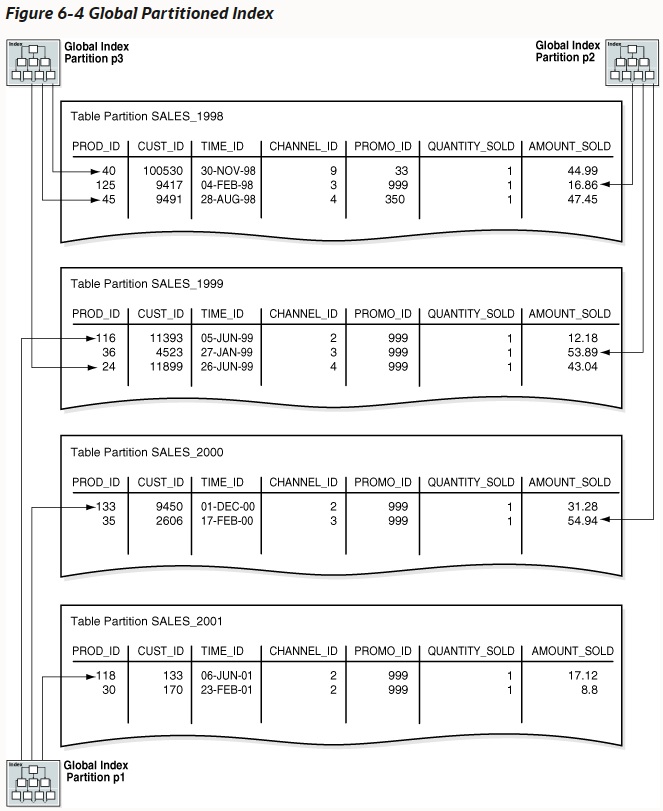 Figure 6-4 Global Partitioned Index
Index
Global Index
Partition p3
Global Index
Partition p2
Index
Table Partition SALES_1998
PROD_ID CUST_ID TIME_ID CHANNEL_ID PROMO_ID QUANTITY_SOLD AMOUNT_SOLD
40 100530 30-NOV-98 9 33 1 44.99
125 9417 04-FEB-98 3 999 1 16.86
45 9491 28-AUG-98 4 350 1 47.45
Table Partition SALES_1999
PROD_ID CUST_ID TIME_ID CHANNEL_ID PROMO_ID QUANTITY_SOLD AMOUNT_SOLD
116 11393 05-JUN-99 2 999 1 12.18
36 4523 27-JAN-99 3 999 1 53.89
24 11899 26-JUN-99 4 999 1 43.04
Table Partition SALES_2000
PROD_ID CUST_ID TIME_ID CHANNEL_ID PROMO_ID QUANTITY_SOLD AMOUNT_SOLD
133 9450 01-DEC-00 2 999 1 31.28
35 2606 17-FEB-00 3 999 1 54.94
Table Partition SALES_2001
PROD_ID CUST_ID TIME_ID CHANNEL_ID PROMO_ID QUANTITY_SOLD AMOUNT_SOLD
118 133 06-JUN-01 2 999 1 17.12
30 170 23-FEB-01 2 999 1 8.8
Index
Global Index
Partition p1